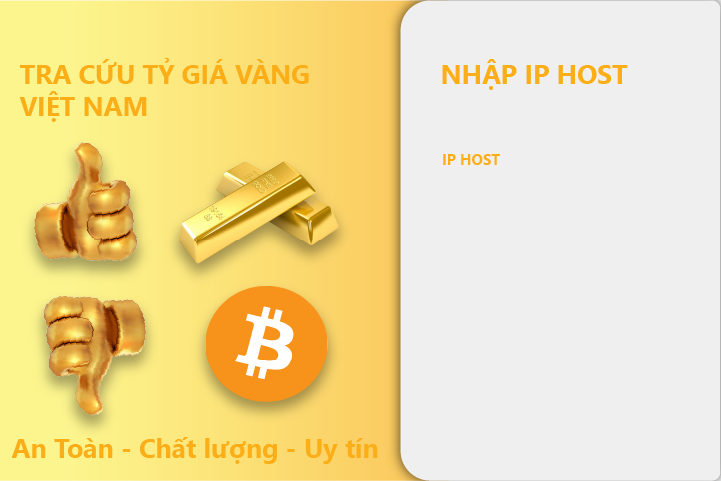 TRA CỨU TỶ GIÁ VÀNG
VIỆT NAM
NHẬP IP HOST
IP HOST
An Toàn - Chất lượng - Uy tín